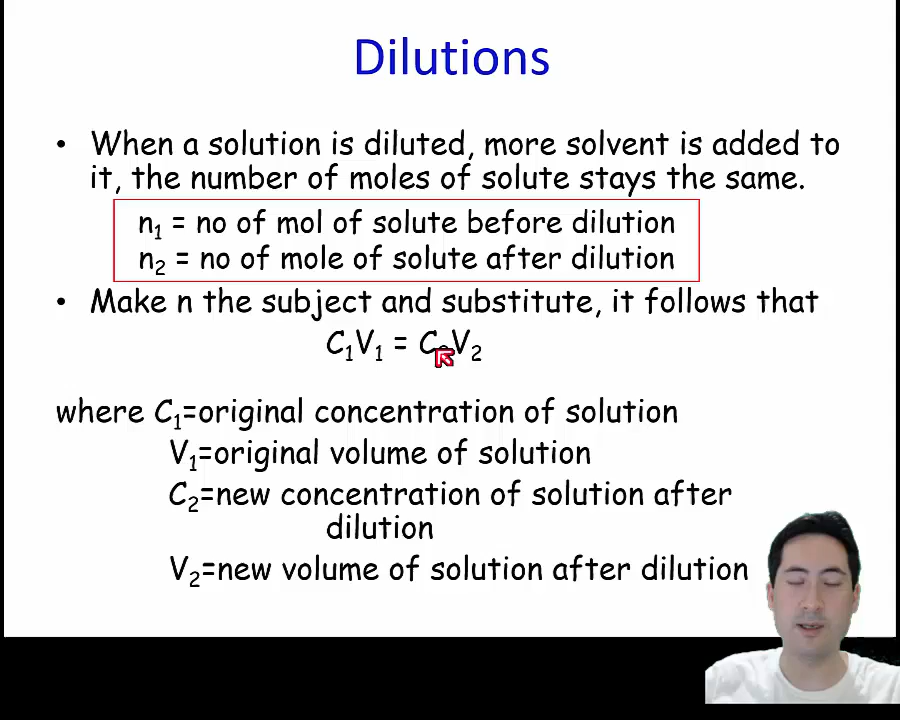 Dilutions
• When a solution is diluted, more solvent is added to
it, the number of moles of solute stays the same.
n₁ = no of mol of solute before dilution
n₂ = no of mole of solute after dilution
• Make n the subject and substitute, it follows that
C₁V₁ = C₂V₂
where C₁=original concentration of solution
V₁=original volume of solution
C₂=new concentration of solution after
dilution
V₂=new volume of solution after dilution